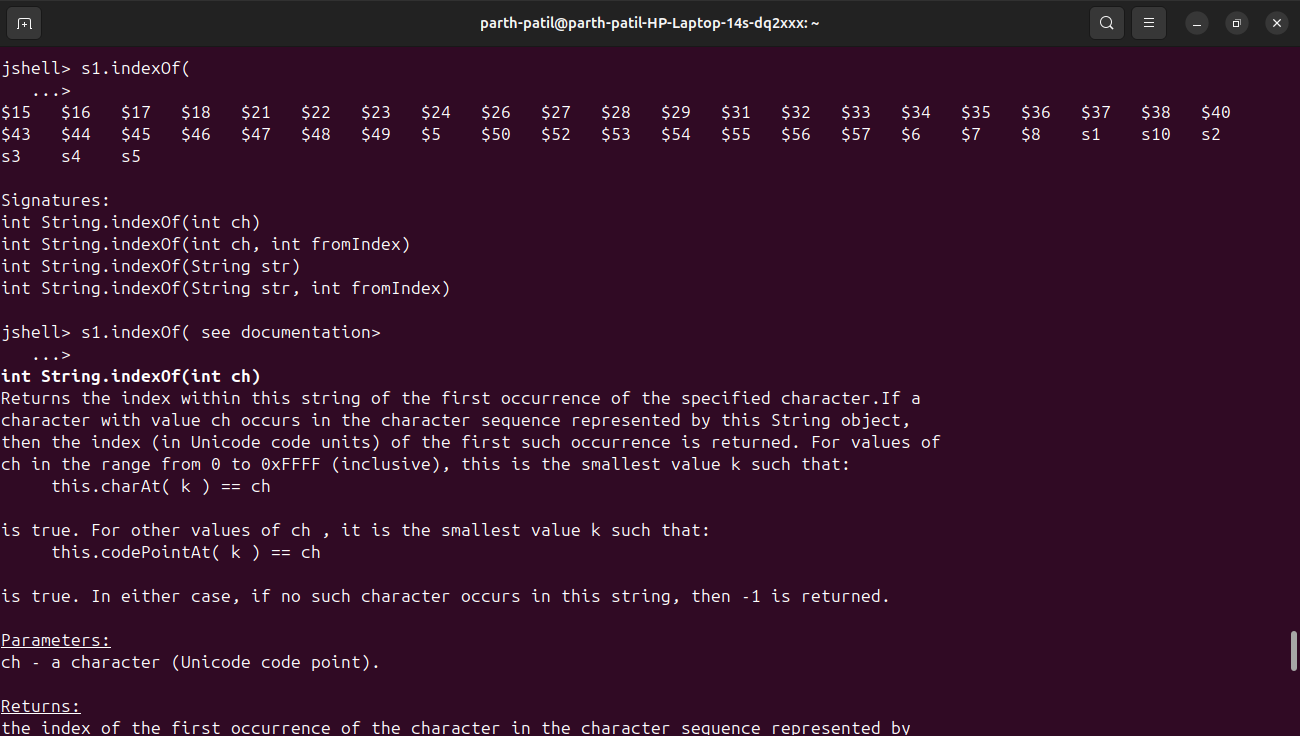 parth-patil@parth-patil-HP-Laptop-14s-dq2xxx: ~
jshell> s1.indexOf(
   ...>
$15   $16   $17   $18   $21   $22   $23   $24   $26   $27   $28   $29   $31   $32   $33   $34   $35   $36   $37   $38   $40
$43   $44   $45   $46   $47   $48   $49   $5    $50   $52   $53   $54   $55   $56   $57   $6    $7    $8    s1    s10   s2
s3    s4    s5
Signatures:
int String.indexOf(int ch)
int String.indexOf(int ch, int fromIndex)
int String.indexOf(String str)
int String.indexOf(String str, int fromIndex)
jshell> s1.indexOf( see documentation>
   ...>
int String.indexOf(int ch)
Returns the index within this string of the first occurrence of the specified character.If a
character with value ch occurs in the character sequence represented by this String object,
then the index (in Unicode code units) of the first such occurrence is returned. For values of
ch in the range from 0 to 0xFFFF (inclusive), this is the smallest value k such that:
     this.charAt( k ) == ch
is true. For other values of ch , it is the smallest value k such that:
     this.codePointAt( k ) == ch
is true. In either case, if no such character occurs in this string, then -1 is returned.
Parameters:
ch - a character (Unicode code point).
Returns:
the index of the first occurrence of the character in the character sequence represented by